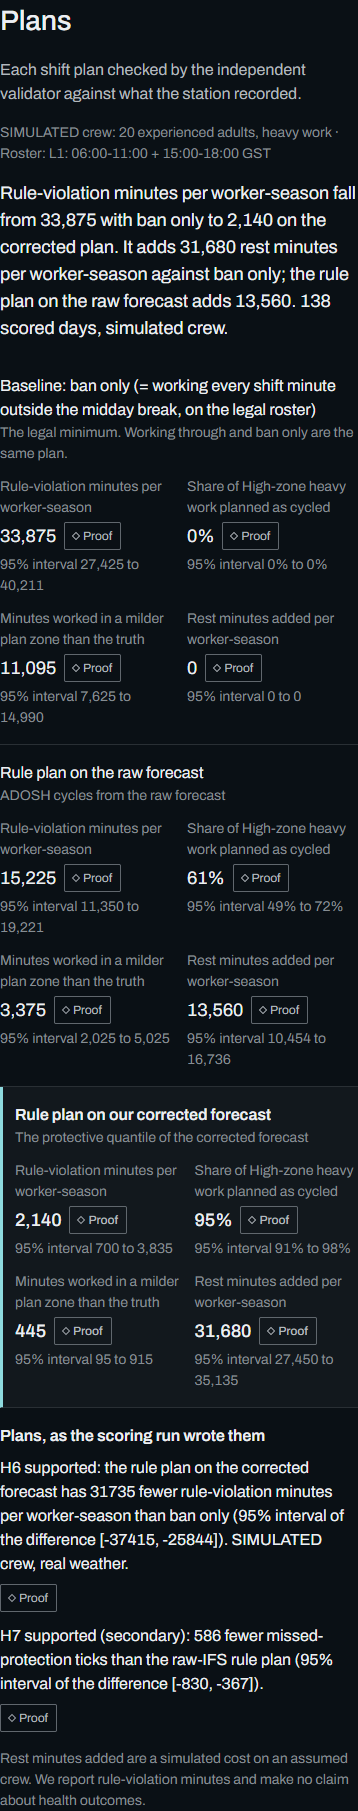 Plans
Each shift plan checked by the independent
validator against what the station recorded.
SIMULATED crew: 20 experienced adults, heavy work ·
Roster: L1: 06:00-11:00 + 15:00-18:00 GST
Rule-violation minutes per worker-season fall
from 33,875 with ban only to 2,140 on the
corrected plan. It adds 31,680 rest minutes
per worker-season against ban only; the rule
plan on the raw forecast adds 13,560. 138
scored days, simulated crew.
Baseline: ban only (= working every shift minute
outside the midday break, on the legal roster)
The legal minimum. Working through and ban only are the
same plan.
Rule-violation minutes per
worker-season
33,875 ◇ Proof
95% interval 27,425 to
40,211
Share of High-zone heavy
work planned as cycled
0% ◇ Proof
95% interval 0% to 0%
Minutes worked in a milder
plan zone than the truth
11,095 ◇ Proof
95% interval 7,625 to
14,990
Rest minutes added per
worker-season
0 ◇ Proof
95% interval 0 to 0
Rule plan on the raw forecast
ADOSH cycles from the raw forecast
Rule-violation minutes per
worker-season
15,225 ◇ Proof
95% interval 11,350 to
19,221
Share of High-zone heavy
work planned as cycled
61% ◇ Proof
95% interval 49% to 72%
Minutes worked in a milder
plan zone than the truth
3,375 ◇ Proof
95% interval 2,025 to 5,025
Rest minutes added per
worker-season
13,560 ◇ Proof
95% interval 10,454 to
16,736
Rule plan on our corrected forecast
The protective quantile of the corrected forecast
Rule-violation minutes per
worker-season
2,140 ◇ Proof
95% interval 700 to 3,835
Share of High-zone heavy
work planned as cycled
95% ◇ Proof
95% interval 91% to 98%
Minutes worked in a milder
plan zone than the truth
445 ◇ Proof
95% interval 95 to 915
Rest minutes added per
worker-season
31,680 ◇ Proof
95% interval 27,450 to
35,135
Plans, as the scoring run wrote them
H6 supported: the rule plan on the corrected
forecast has 31735 fewer rule-violation minutes
per worker-season than ban only (95% interval of
the difference [-37415, -25844]). SIMULATED
crew, real weather.
◇ Proof
H7 supported (secondary): 586 fewer missed-
protection ticks than the raw-IFS rule plan (95%
interval of the difference [-830, -367]).
◇ Proof
Rest minutes added are a simulated cost on an assumed
crew. We report rule-violation minutes and make no claim
about health outcomes.